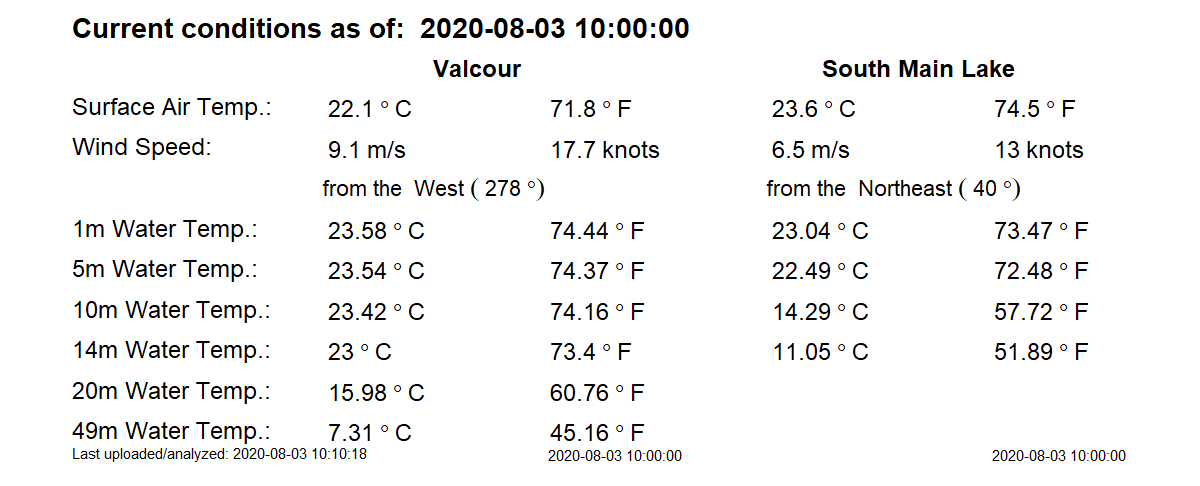 Current conditions as of: 2020-08-03 10:00:00
Valcour South Main Lake
Surface Air Temp.: 22.1 ° C 71.8 ° F 23.6 ° C 74.5 ° F
Wind Speed: 9.1 m/s 17.7 knots 6.5 m/s 13 knots
from the West ( 278 °) from the Northeast ( 40 °)
1m Water Temp.: 23.58 ° C 74.44 ° F 23.04 ° C 73.47 ° F
5m Water Temp.: 23.54 ° C 74.37 ° F 22.49 ° C 72.48 ° F
10m Water Temp.: 23.42 ° C 74.16 ° F 14.29 ° C 57.72 ° F
14m Water Temp.: 23 ° C 73.4 ° F 11.05 ° C 51.89 ° F
20m Water Temp.: 15.98 ° C 60.76 ° F
49m Water Temp.: 7.31 ° C 45.16 ° F
Last uploaded/analyzed: 2020-08-03 10:10:18 2020-08-03 10:00:00 2020-08-03 10:00:00